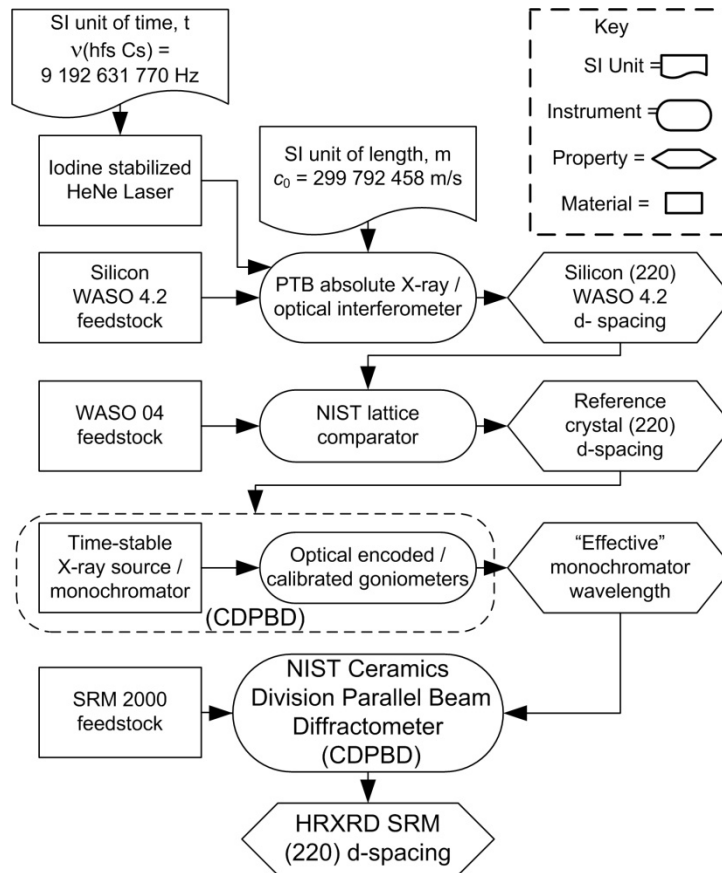 SI unit of time, t
ν(hfs Cs) =
9 192 631 770 Hz
Key
SI Unit =
Instrument =
Property =
Material =
Iodine stabilized
HeNe Laser
SI unit of length, m
c0 = 299 792 458 m/s
Silicon
WASO 4.2
feedstock
PTB absolute X-ray /
optical interferometer
Silicon (220)
WASO 4.2
d- spacing
WASO 04
feedstock
NIST lattice
comparator
Reference
crystal (220)
d-spacing
Time-stable
X-ray source /
monochromator
Optical encoded /
calibrated goniometers
(CDPBD)
“Effective”
monochromator
wavelength
SRM 2000
feedstock
NIST Ceramics
Division Parallel Beam
Diffractometer
(CDPBD)
HRXRD SRM
(220) d-spacing